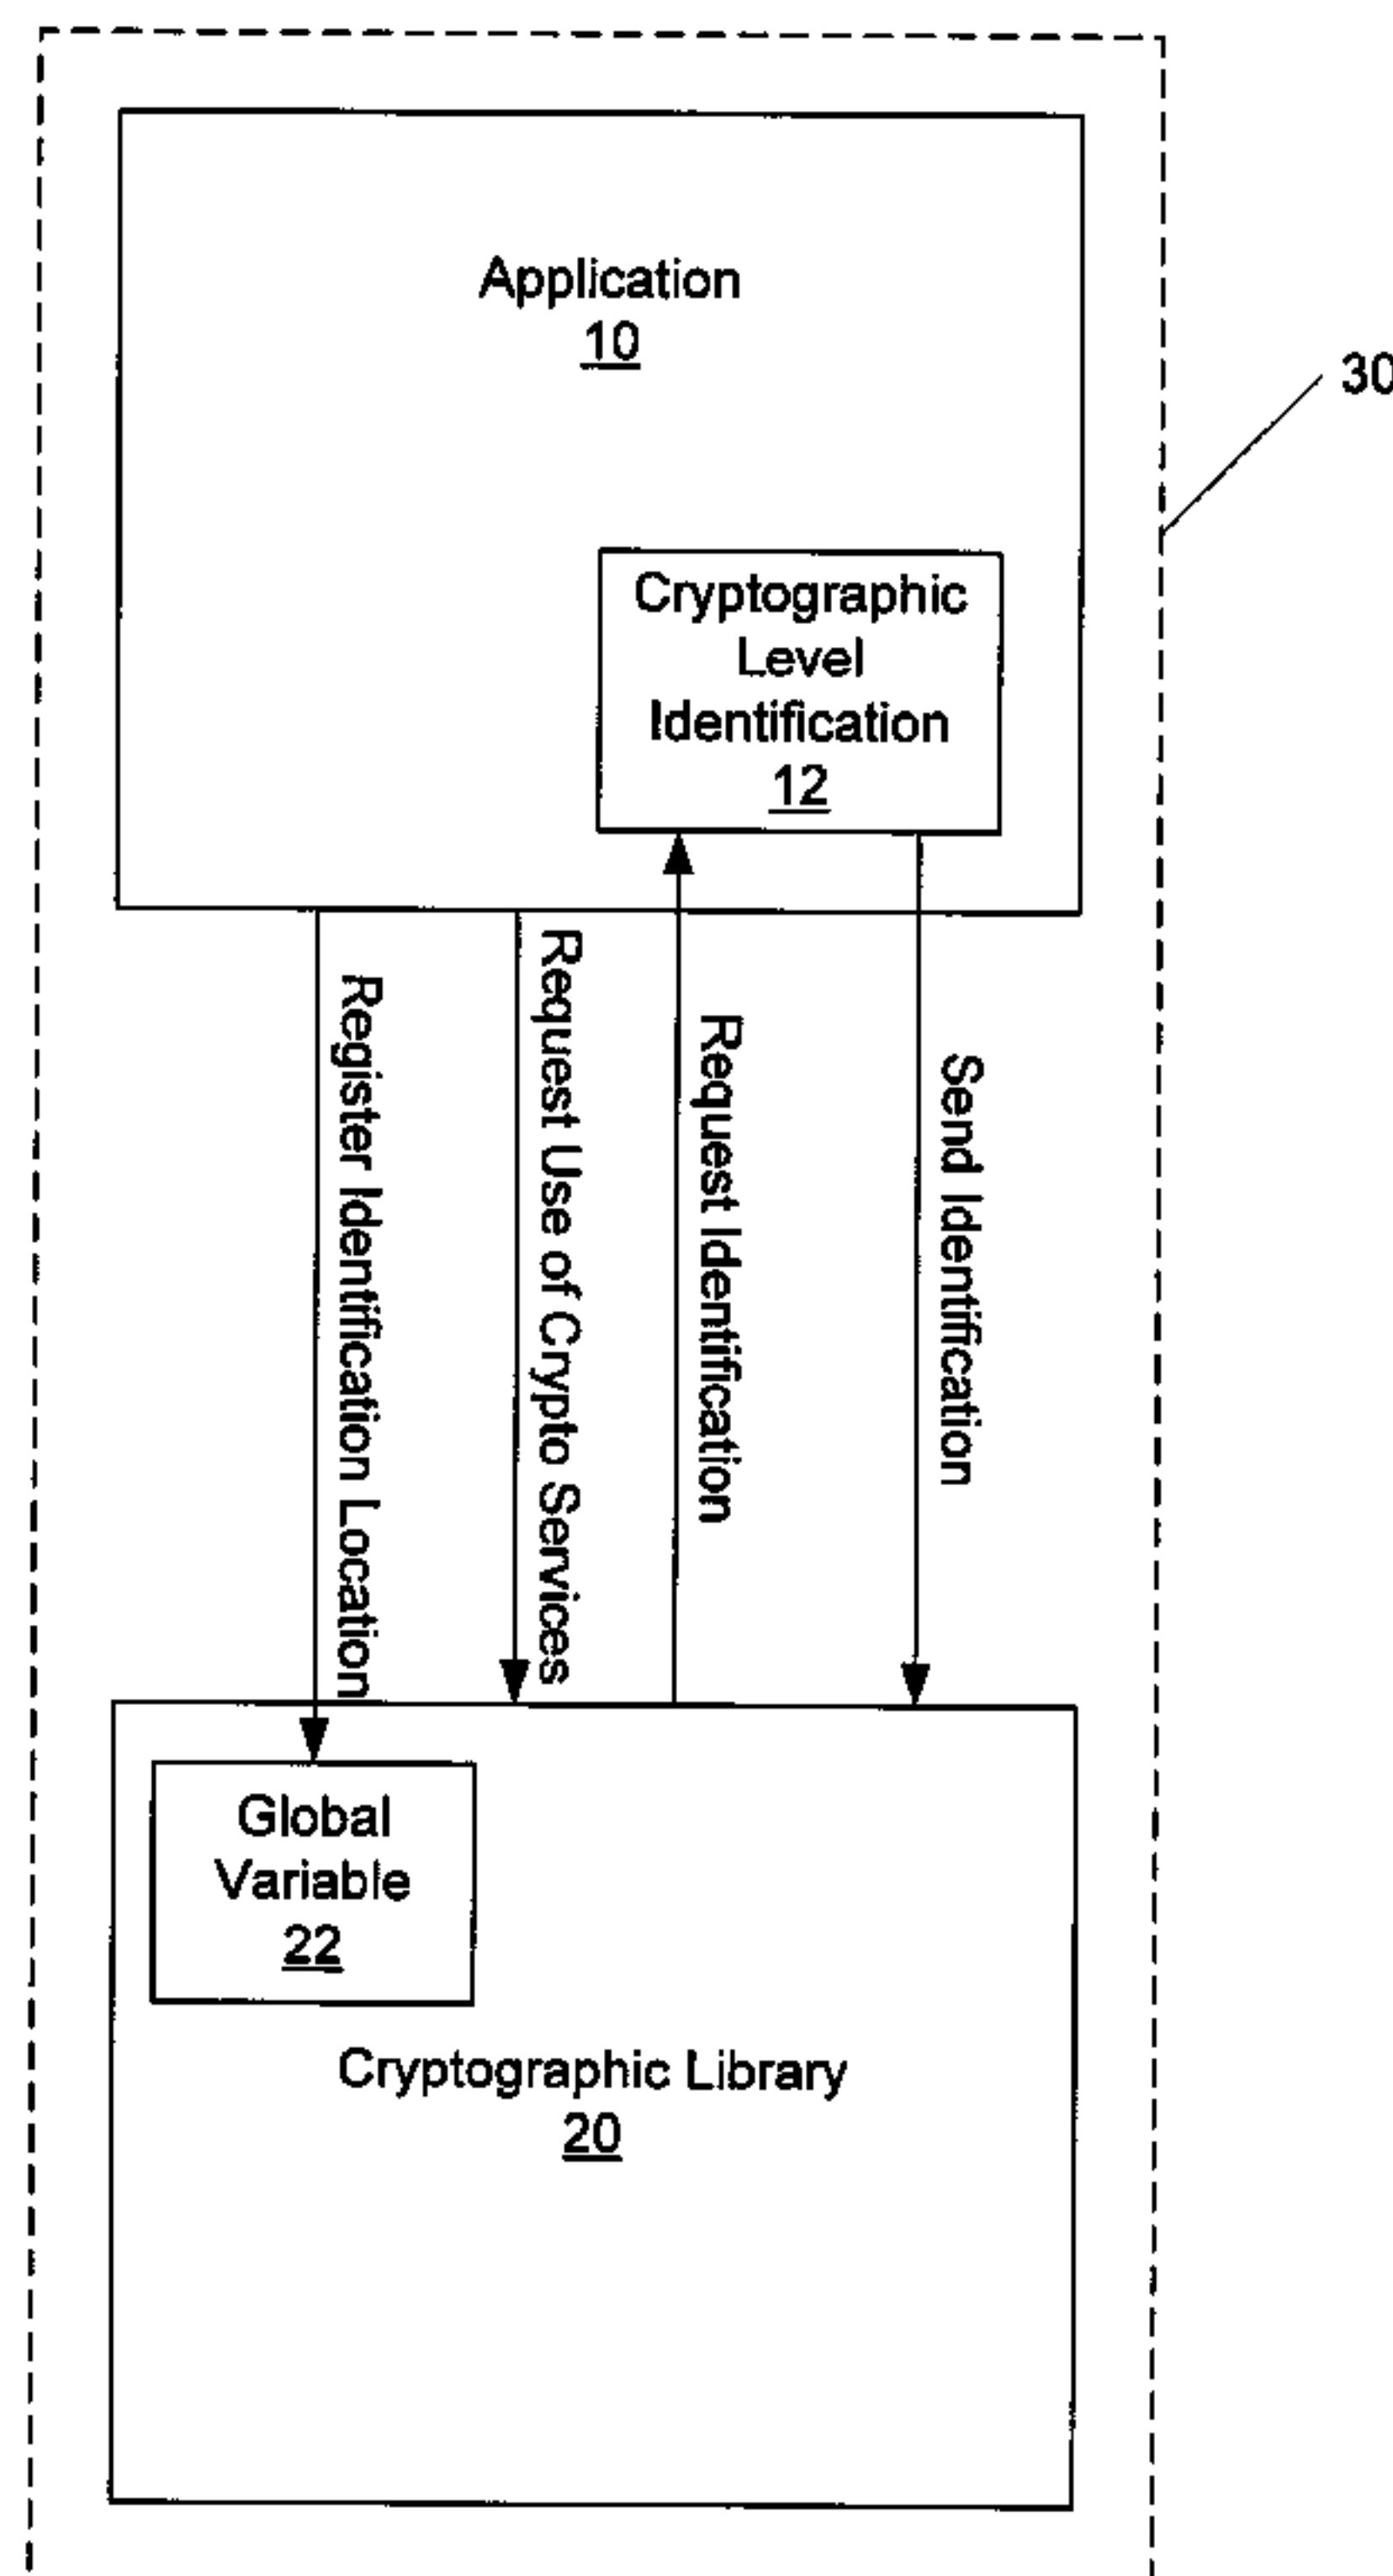 Application
10
30
Cryptographic
Level
Identification
12
Register Identification Location
Request Use of Crypto Services
Request Identification
Send Identification
Global
Variable
22
Cryptographic Library
20